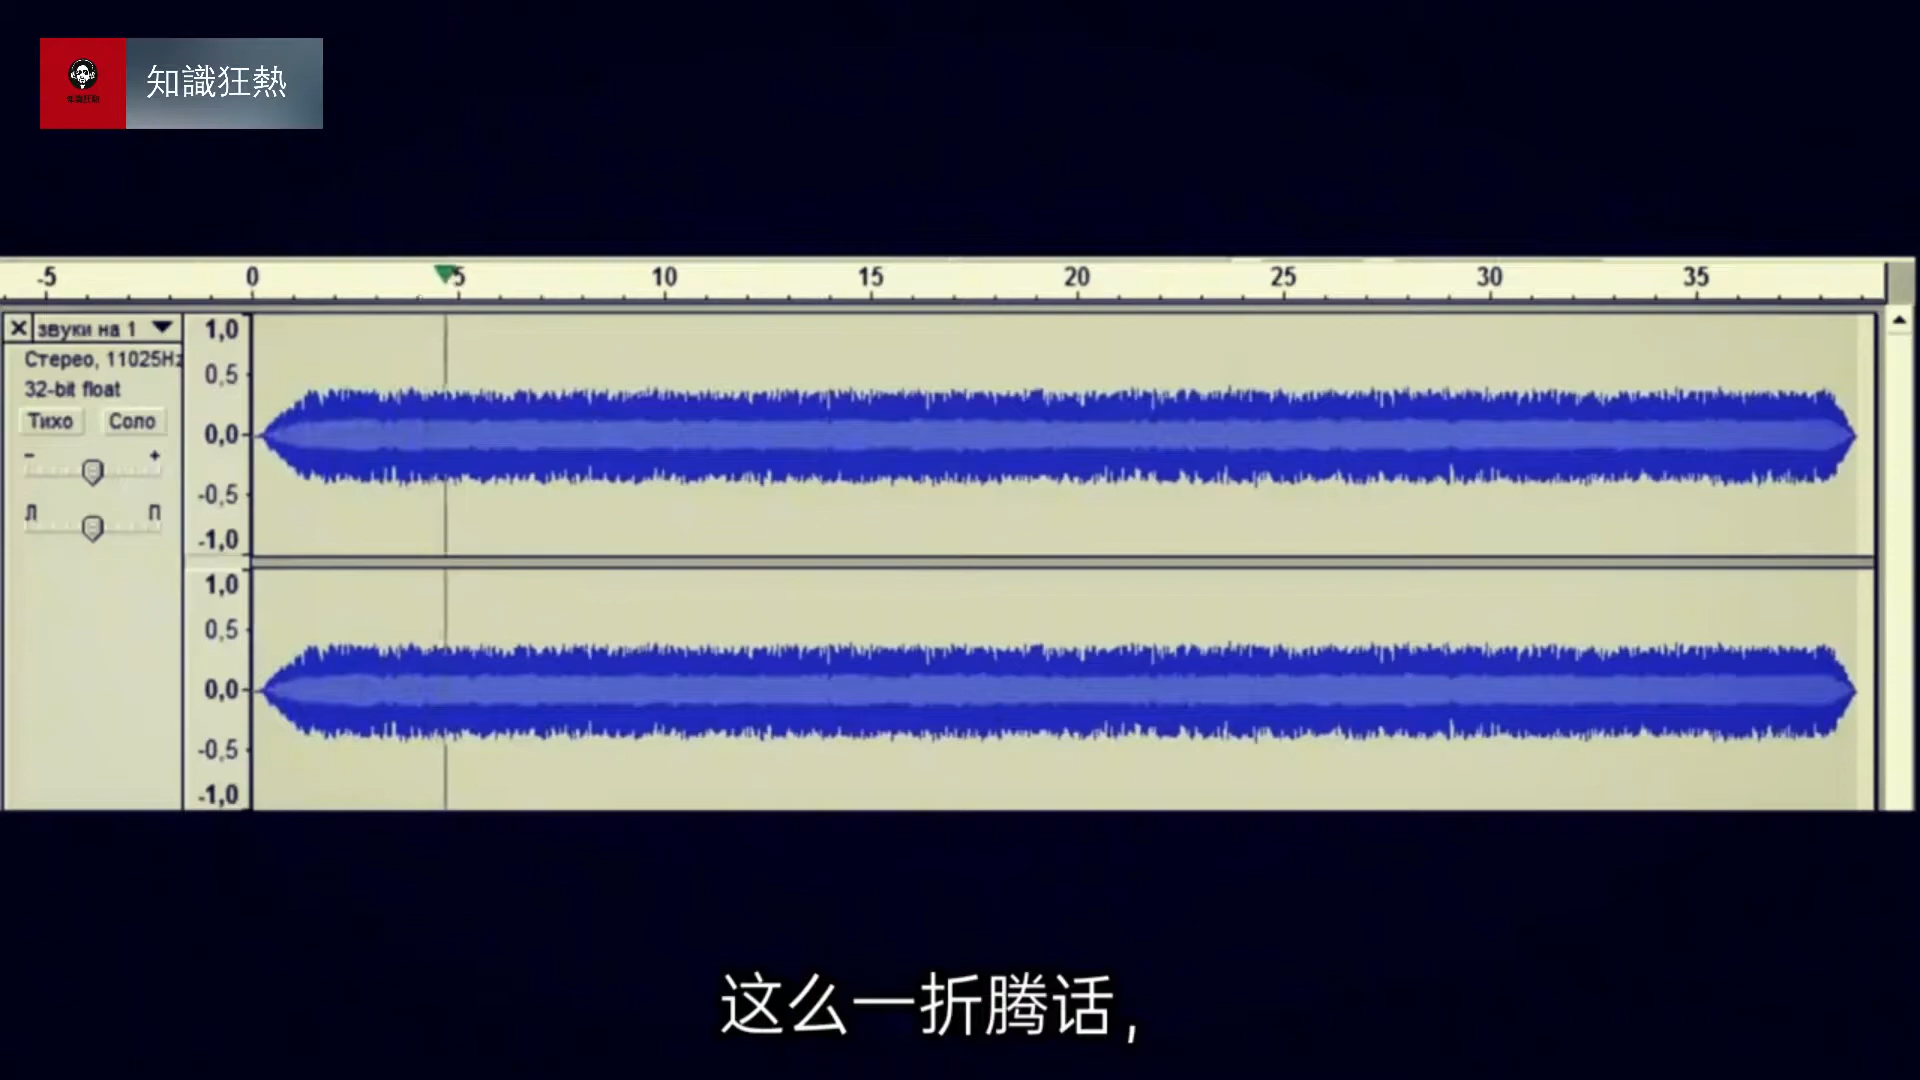 知識狂熱
-5 0 5 10 15 20 25 30 35
звуки на 1
Стерео, 11025Hz
32-bit float
Тихо Соло
- +
Л П
1,0
0,5
0,0
-0,5
-1,0
1,0
0,5
0,0
-0,5
-1,0
这么一折腾话,